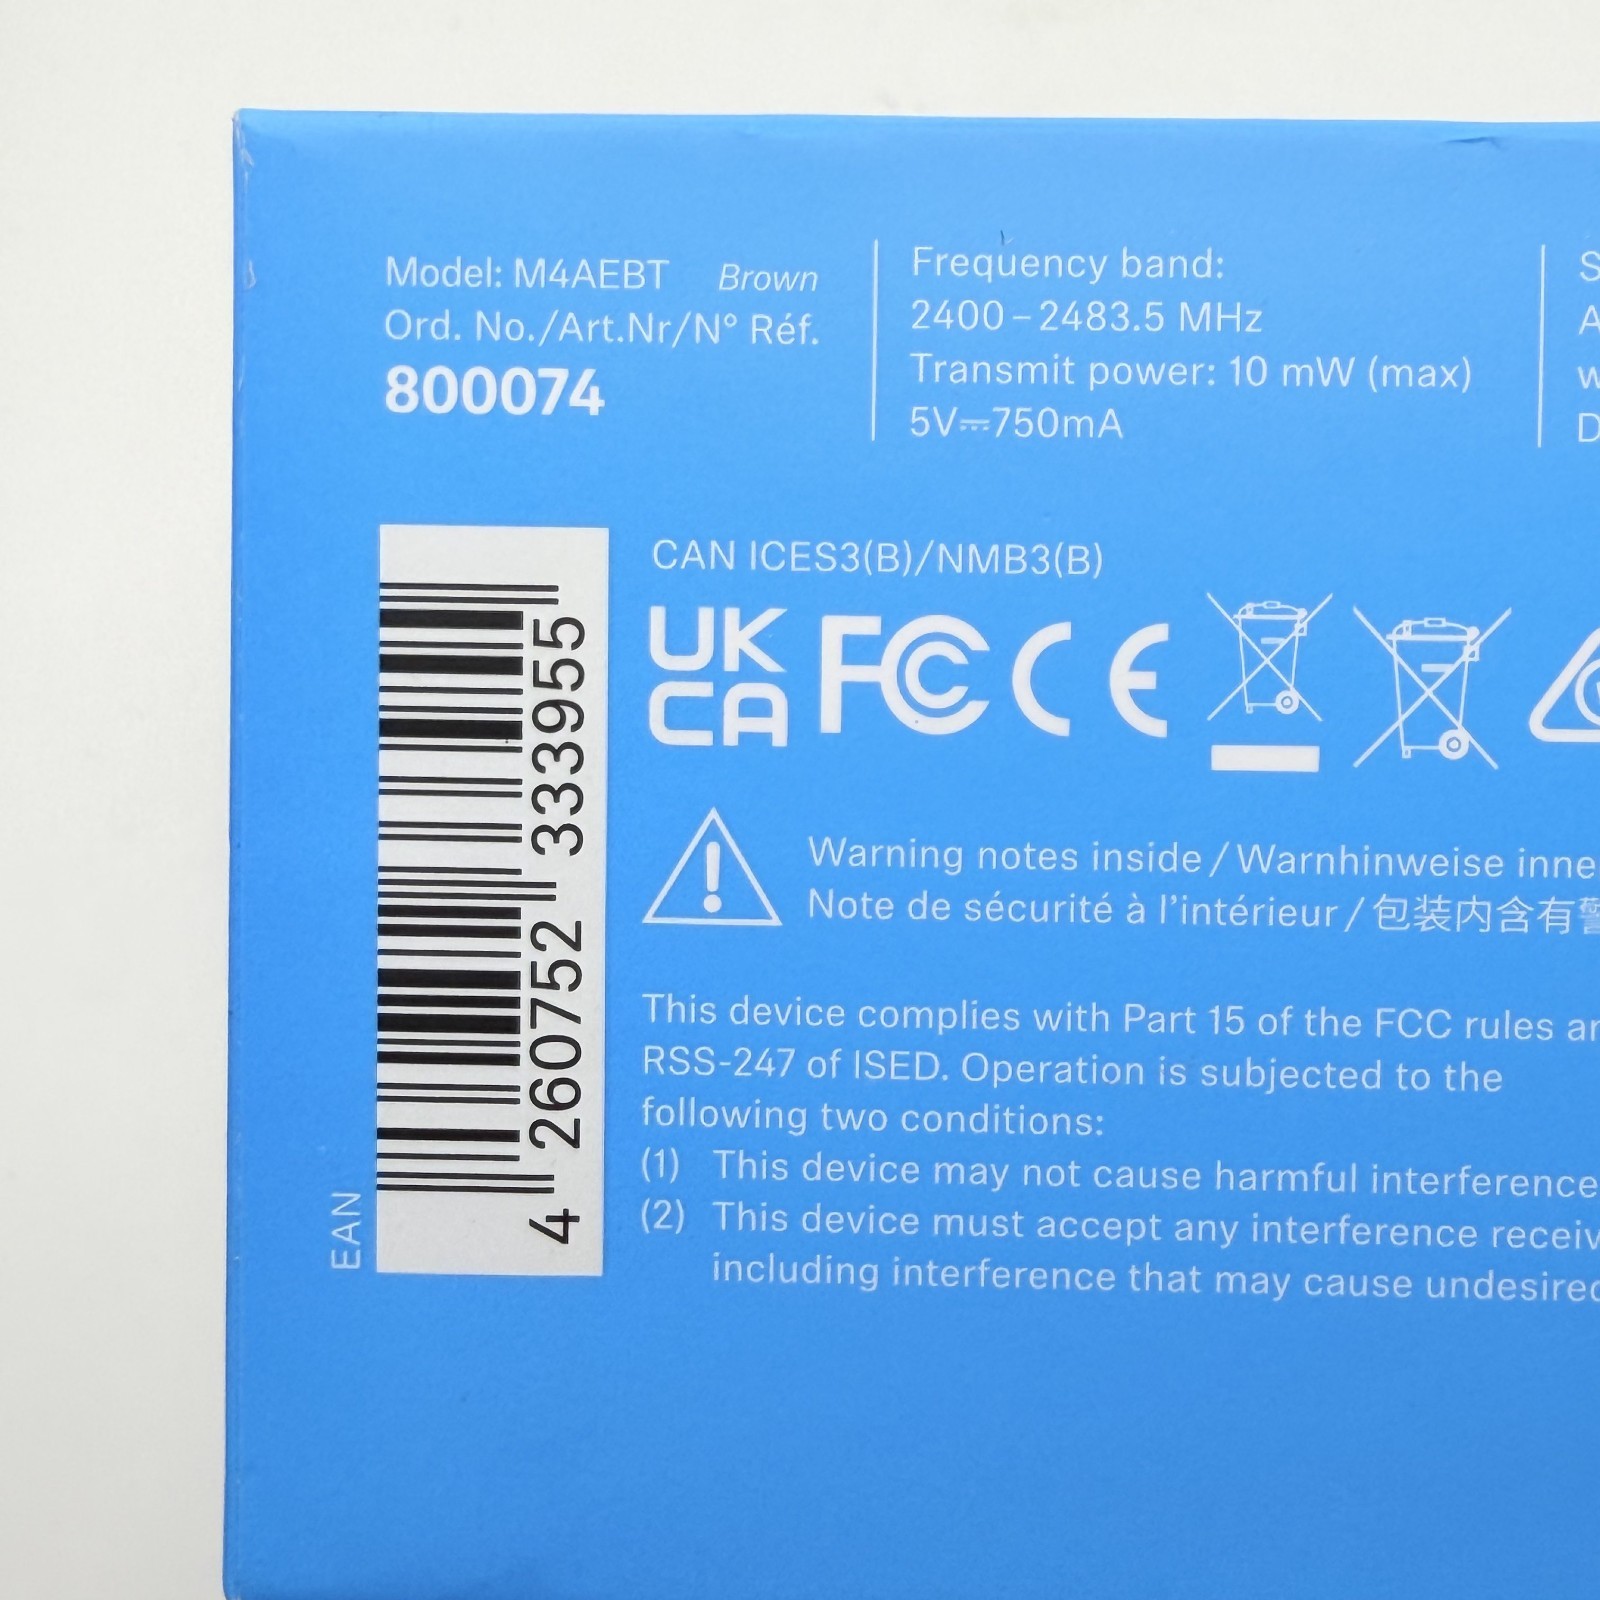 Model: M4AEBT Brown
Ord. No./Art.Nr/N° Réf.
800074
Frequency band:
2400–2483.5 MHz
Transmit power: 10 mW (max)
5V⎓750mA
S
A
w
D
CAN ICES3(B)/NMB3(B)
UK
CA
FC
CE
Warning notes inside / Warnhinweise inne
Note de sécurité à l'intérieur / 包装内含有警
This device complies with Part 15 of the FCC rules an
RSS-247 of ISED. Operation is subjected to the
following two conditions:
(1) This device may not cause harmful interference
(2) This device must accept any interference receiv
including interference that may cause undesired
EAN
4 260752 333955